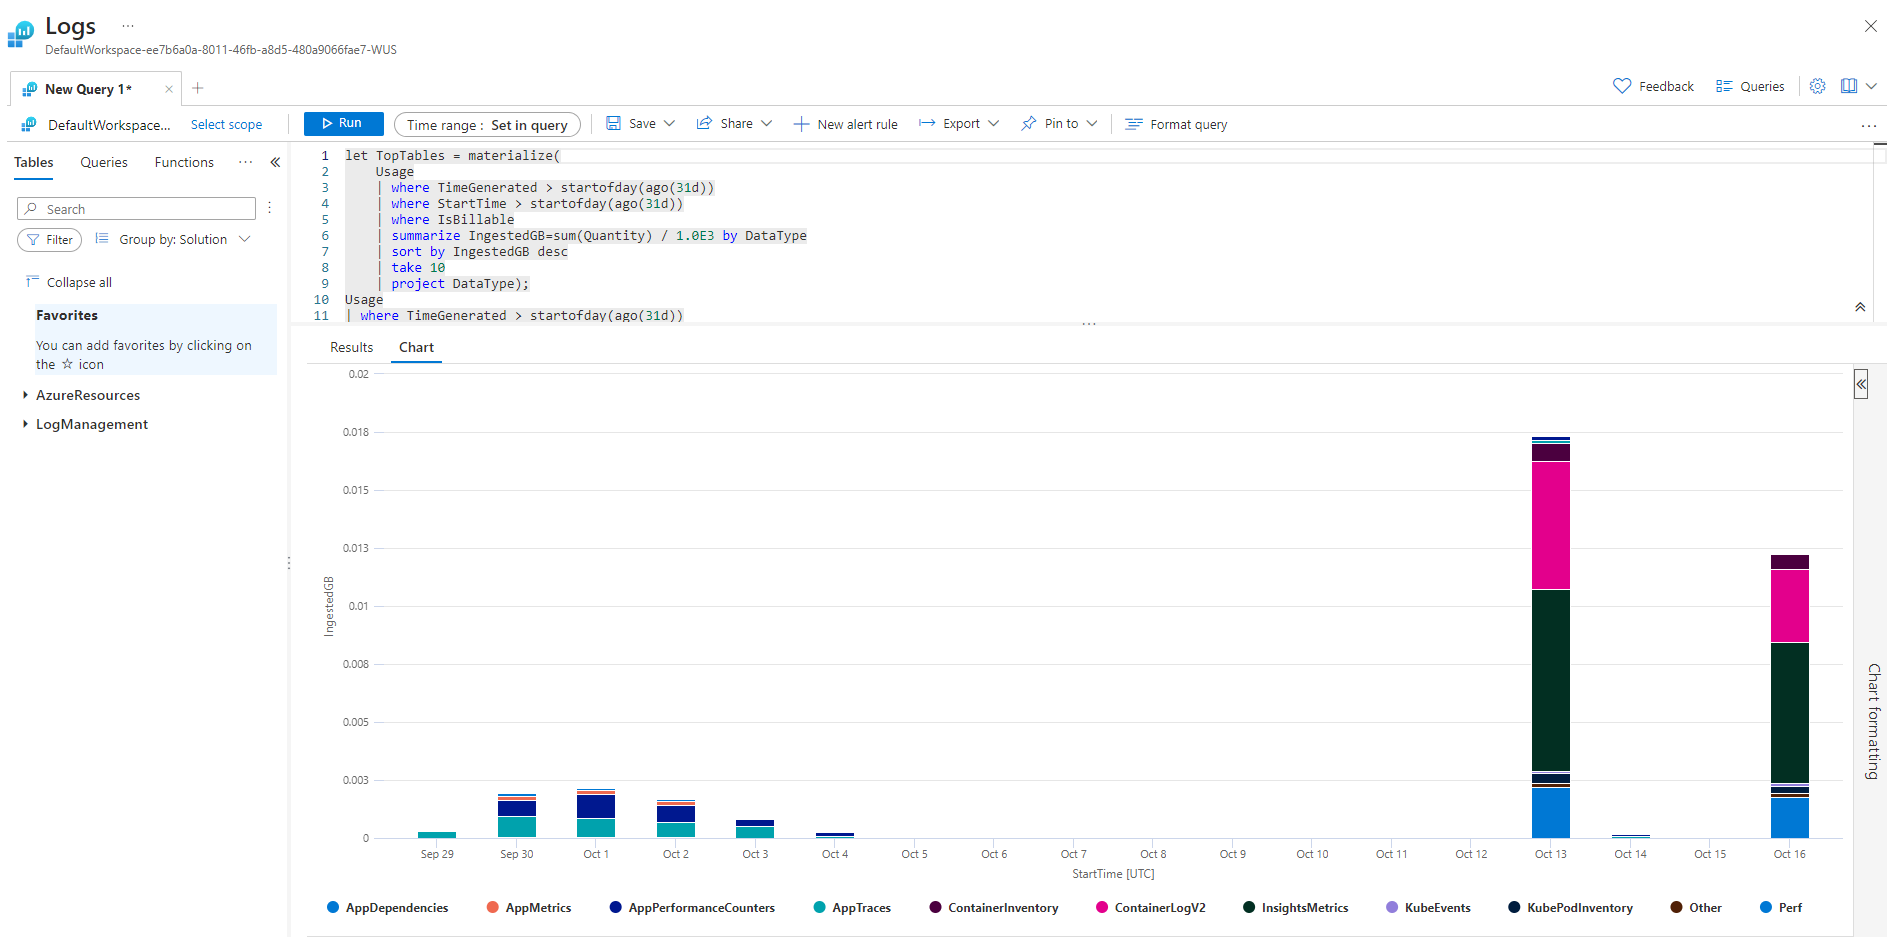 Logs ...
DefaultWorkspace-ee7b6a0a-8011-46fb-a8d5-480a9066fae7-WUS
New Query 1*
Feedback Queries
DefaultWorkspace... Select scope Run Time range : Set in query Save Share New alert rule Export Pin to Format query ...
Tables Queries Functions ...
Search
Filter Group by: Solution
Collapse all
Favorites
You can add favorites by clicking on
the ☆ icon
AzureResources
LogManagement
1 let TopTables = materialize(
2 Usage
3 | where TimeGenerated > startofday(ago(31d))
4 | where StartTime > startofday(ago(31d))
5 | where IsBillable
6 | summarize IngestedGB=sum(Quantity) / 1.0E3 by DataType
7 | sort by IngestedGB desc
8 | take 10
9 | project DataType);
10 Usage
11 | where TimeGenerated > startofday(ago(31d))
Results Chart
0.02
0.018
0.015
0.013
0.01
0.008
0.005
0.003
0
IngestedGB
Sep 29 Sep 30 Oct 1 Oct 2 Oct 3 Oct 4 Oct 5 Oct 6 Oct 7 Oct 8 Oct 9 Oct 10 Oct 11 Oct 12 Oct 13 Oct 14 Oct 15 Oct 16
StartTime [UTC]
AppDependencies AppMetrics AppPerformanceCounters AppTraces ContainerInventory ContainerLogV2 InsightsMetrics KubeEvents KubePodInventory Other Perf
Chart formatting